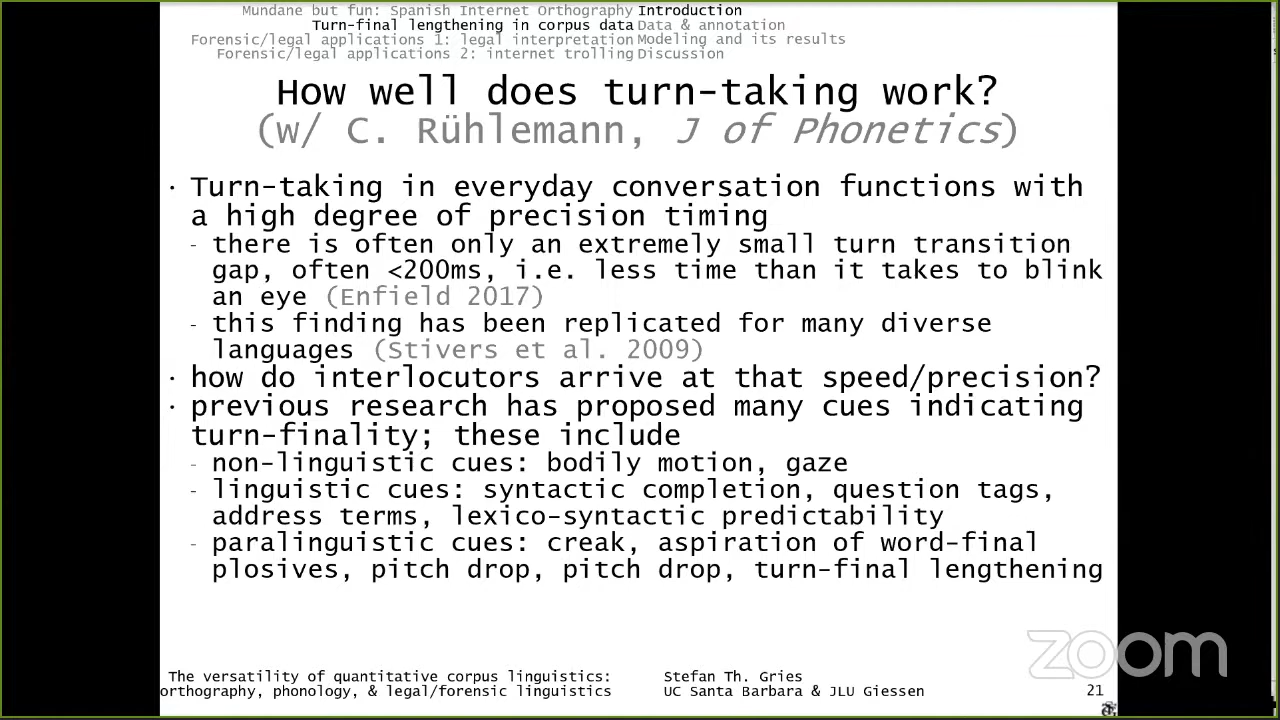 Mundane but fun: Spanish Internet Orthography Introduction
Turn-final lengthening in corpus data Data & annotation
Forensic/legal applications 1: legal interpretation Modeling and its results
Forensic/legal applications 2: internet trolling Discussion
How well does turn-taking work?
(w/ C. Rühlemann, J of Phonetics)
· Turn-taking in everyday conversation functions with
a high degree of precision timing
- there is often only an extremely small turn transition
gap, often <200ms, i.e. less time than it takes to blink
an eye (Enfield 2017)
- this finding has been replicated for many diverse
languages (Stivers et al. 2009)
· how do interlocutors arrive at that speed/precision?
· previous research has proposed many cues indicating
turn-finality; these include
- non-linguistic cues: bodily motion, gaze
- linguistic cues: syntactic completion, question tags,
address terms, lexico-syntactic predictability
- paralinguistic cues: creak, aspiration of word-final
plosives, pitch drop, pitch drop, turn-final lengthening
The versatility of quantitative corpus linguistics: Stefan Th. Gries
orthography, phonology, & legal/forensic linguistics UC Santa Barbara & JLU Giessen 21
zoom